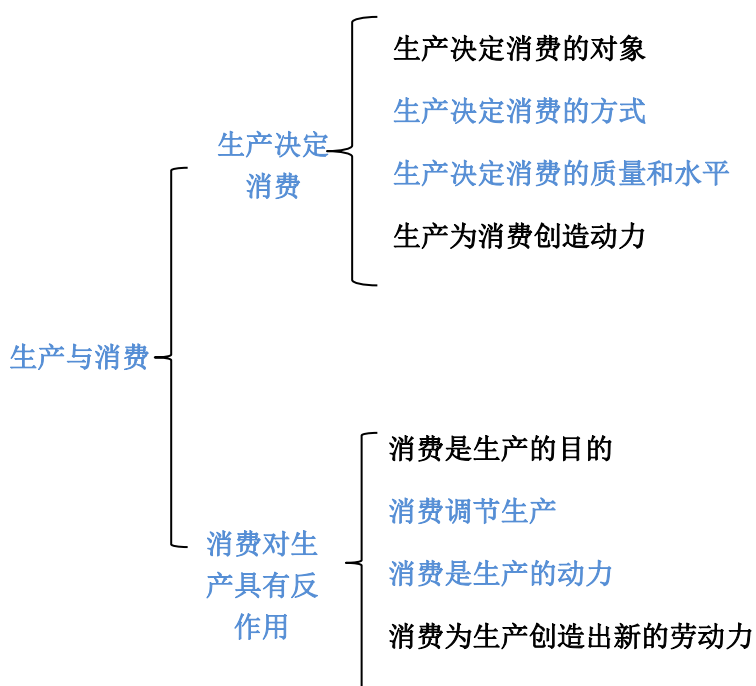 生产与消费
生产决定
消费
生产决定消费的对象
生产决定消费的方式
生产决定消费的质量和水平
生产为消费创造动力
消费对生
产具有反
作用
消费是生产的目的
消费调节生产
消费是生产的动力
消费为生产创造出新的劳动力